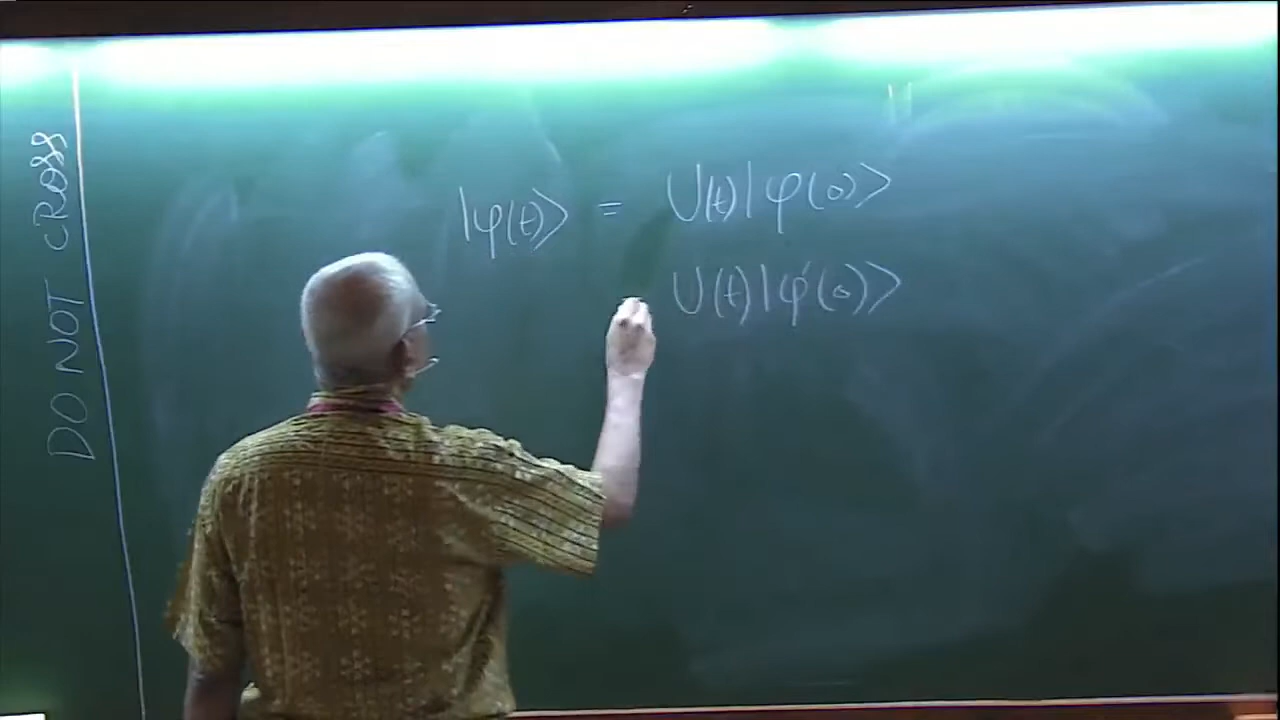 DO NOT CROSS
|φ(t)⟩ = U(t)|φ(0)⟩
U(t)|φ'(0)⟩